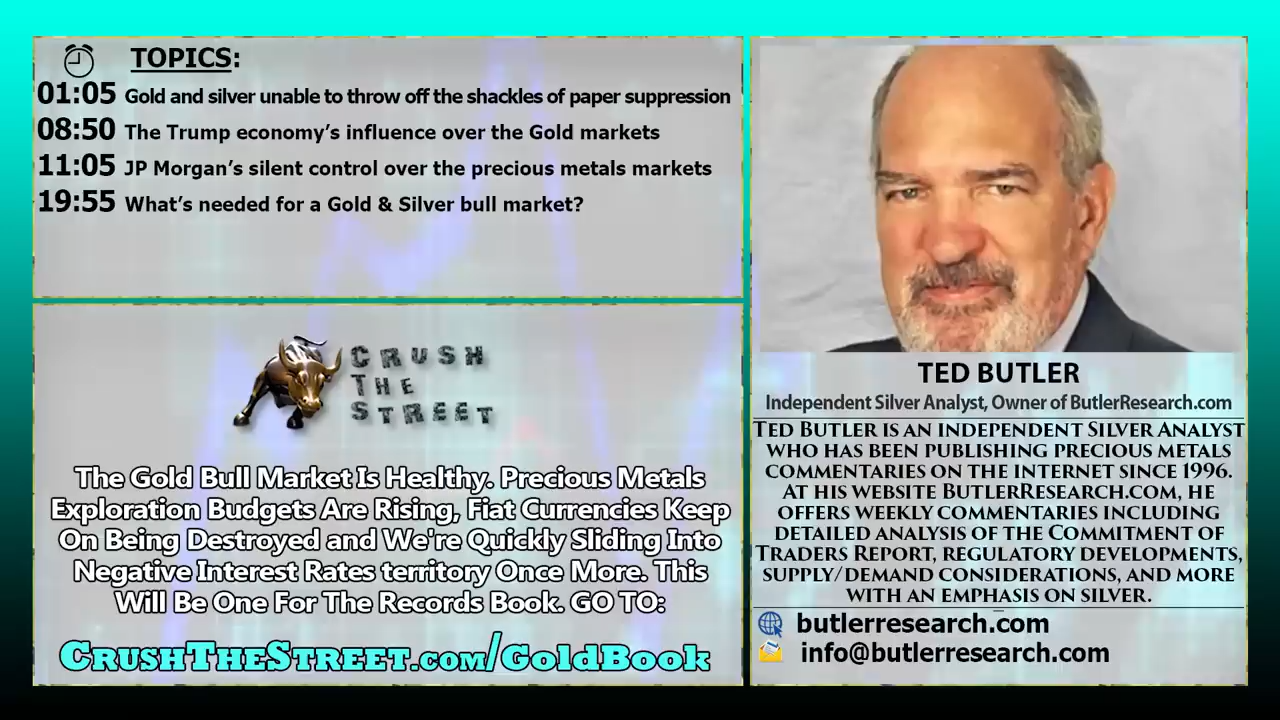 TOPICS:
01:05 Gold and silver unable to throw off the shackles of paper suppression
08:50 The Trump economy's influence over the Gold markets
11:05 JP Morgan's silent control over the precious metals markets
19:55 What's needed for a Gold & Silver bull market?
CRUSH
THE
STREET
The Gold Bull Market Is Healthy. Precious Metals
Exploration Budgets Are Rising, Fiat Currencies Keep
On Being Destroyed and We're Quickly Sliding Into
Negative Interest Rates territory Once More. This
Will Be One For The Records Book. GO TO:
CRUSHTHESTREET.COM/GOLDBOOK
TED BUTLER
Independent Silver Analyst, Owner of ButlerResearch.com
TED BUTLER IS AN INDEPENDENT SILVER ANALYST
WHO HAS BEEN PUBLISHING PRECIOUS METALS
COMMENTARIES ON THE INTERNET SINCE 1996.
AT HIS WEBSITE BUTLERRESEARCH.COM, HE
OFFERS WEEKLY COMMENTARIES INCLUDING
DETAILED ANALYSIS OF THE COMMITMENT OF
TRADERS REPORT, REGULATORY DEVELOPMENTS,
SUPPLY/DEMAND CONSIDERATIONS, AND MORE
WITH AN EMPHASIS ON SILVER.
butlerresearch.com
info@butlerresearch.com